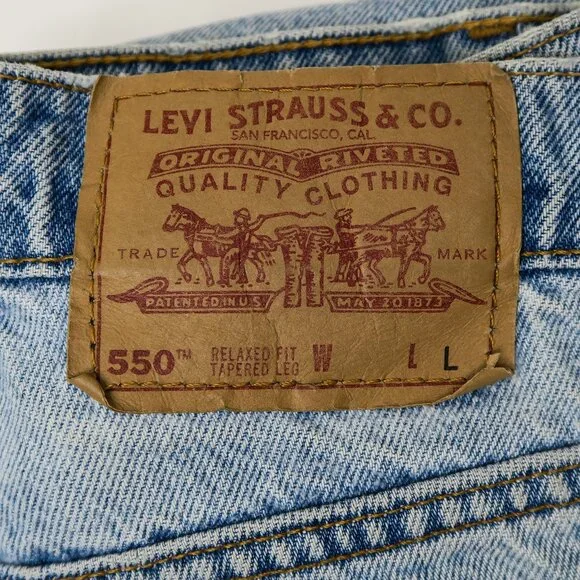 LEVI STRAUSS & CO.
SAN FRANCISCO, CAL.
ORIGINAL RIVETED
QUALITY CLOTHING
TRADE MARK
PATENTED IN U.S. MAY 20 1873
550™ RELAXED FIT W L L
TAPERED LEG